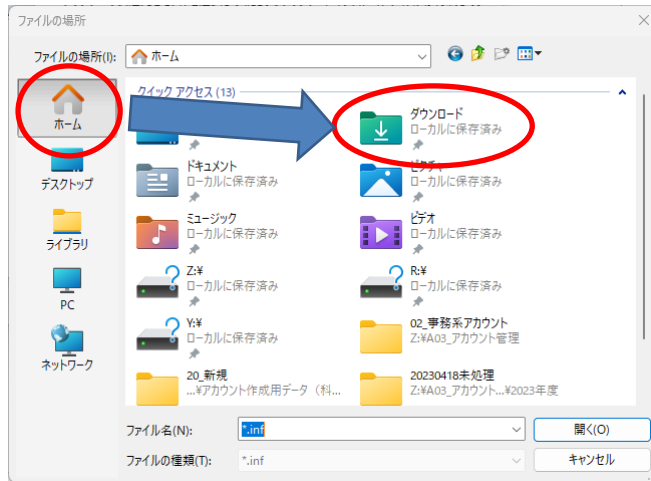 ファイルの場所
ファイルの場所(I):
ホーム
クイック アクセス (13)
ホーム
ダウンロード
ローカルに保存済み
デスクトップ
ドキュメント
ローカルに保存済み
ピクチャ
ローカルに保存済み
ミュージック
ローカルに保存済み
ビデオ
ローカルに保存済み
ライブラリ
Z:¥
ローカルに保存済み
R:¥
ローカルに保存済み
PC
Y:¥
ローカルに保存済み
02_事務系アカウント
Z:¥A03_アカウント管理
ネットワーク
20_新規
...¥アカウント作成用データ（科...
20230418未処理
Z:¥A03_アカウント...¥2023年度
ファイル名(N):
*.inf
開く(O)
ファイルの種類(T):
*.inf
キャンセル